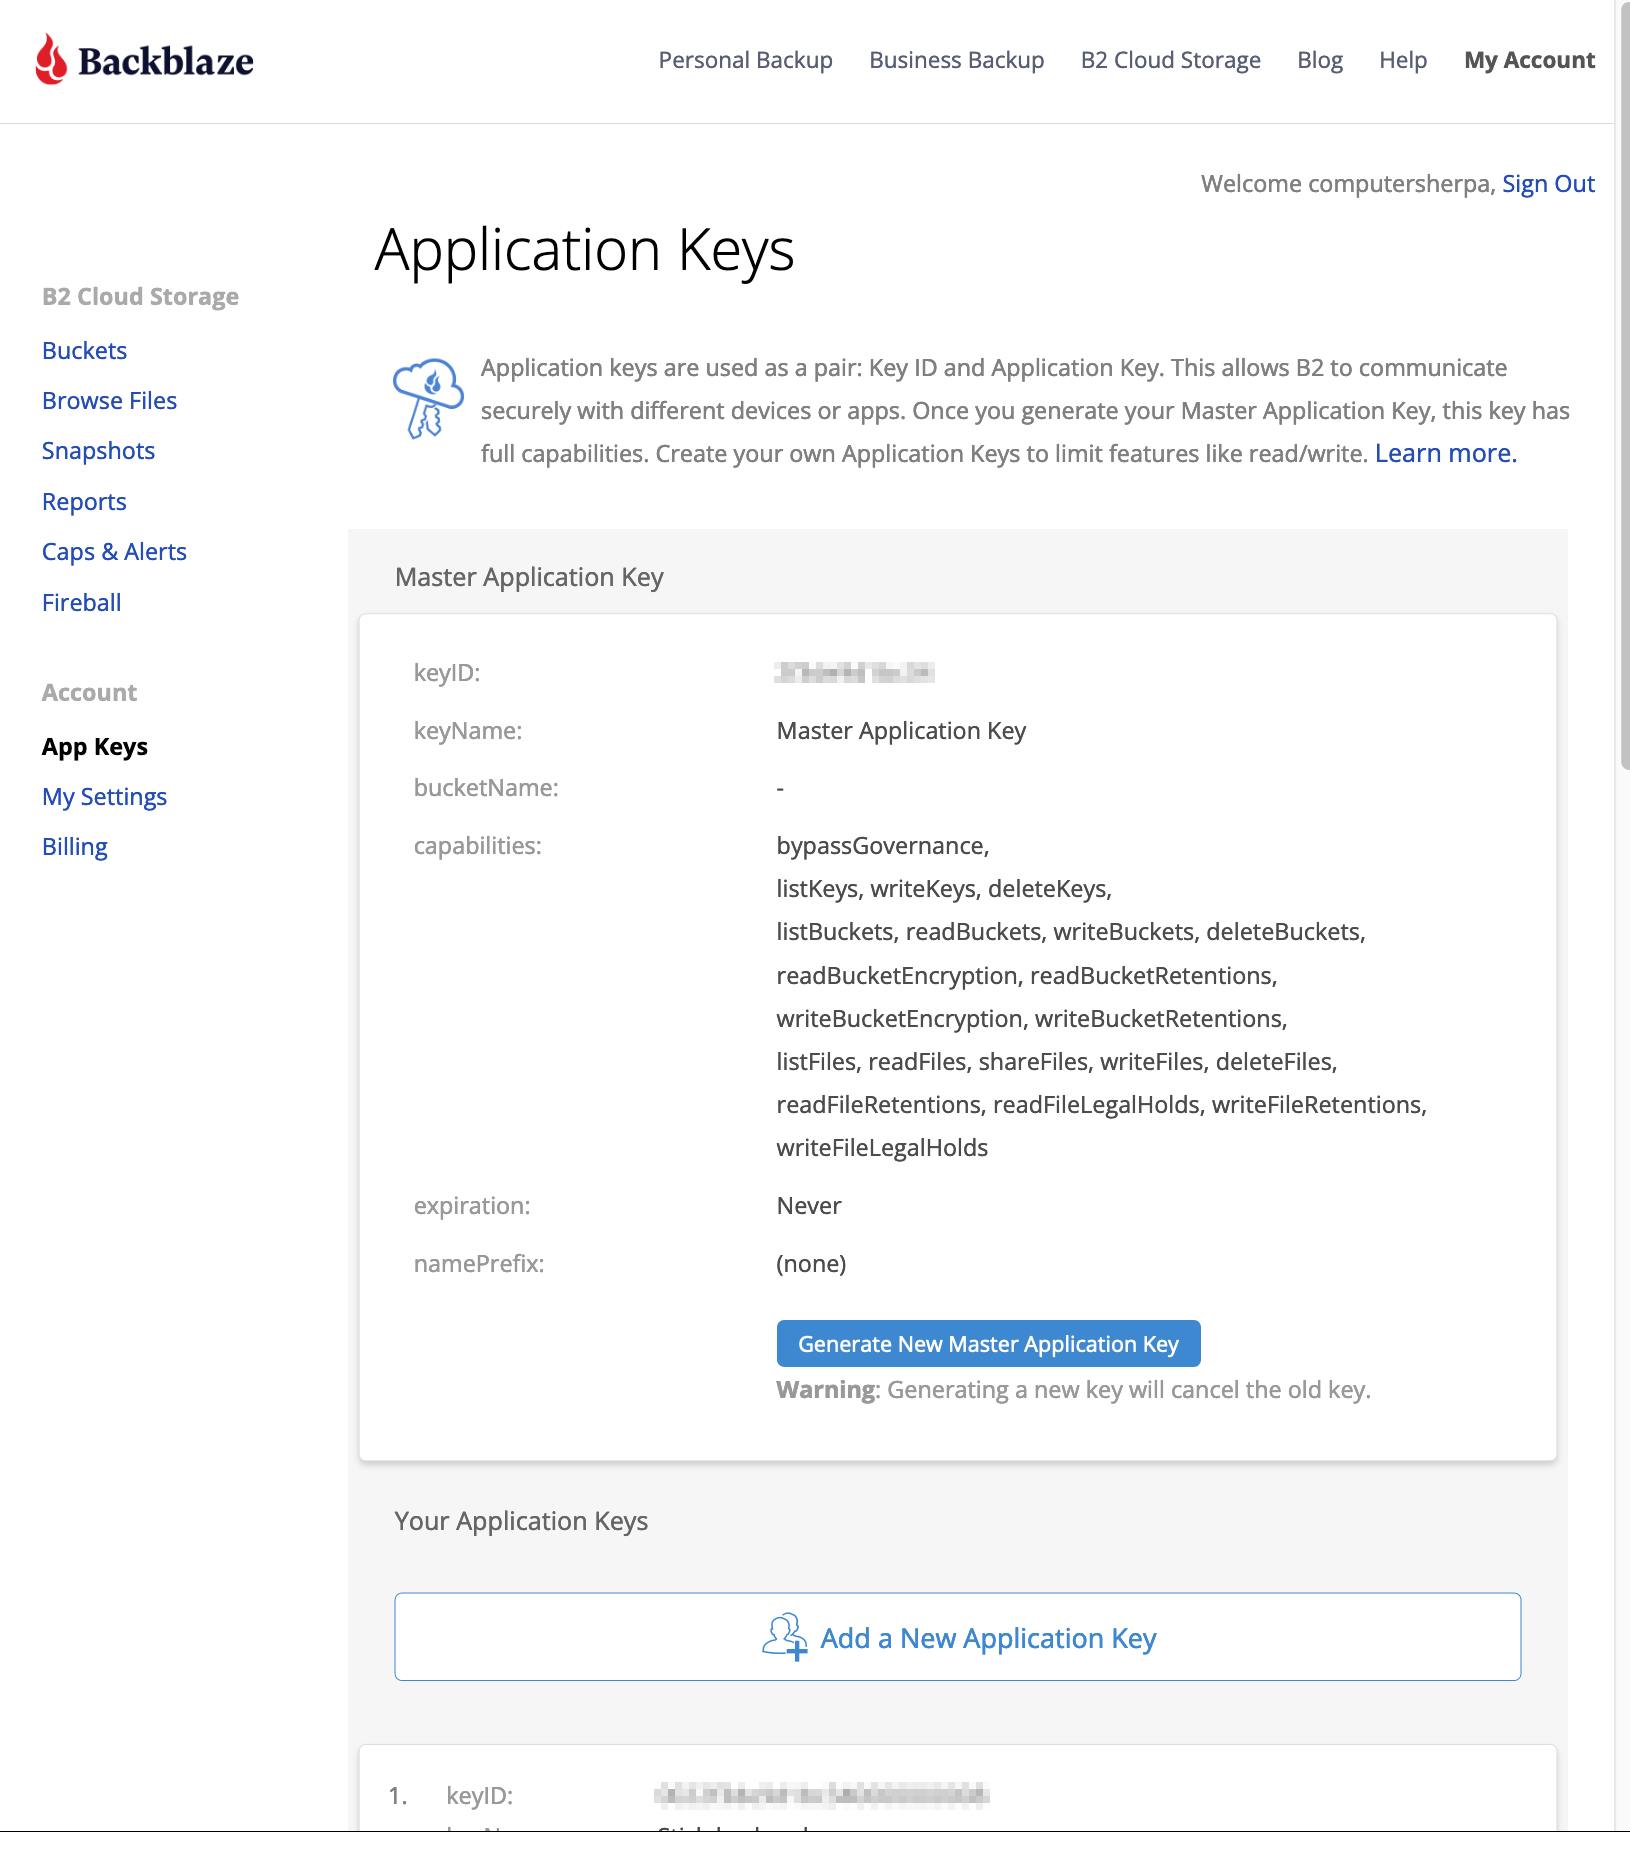 Backblaze
Personal Backup Business Backup B2 Cloud Storage Blog Help My Account
Welcome computersherpa, Sign Out
Application Keys
B2 Cloud Storage
Buckets
Browse Files
Snapshots
Reports
Caps & Alerts
Fireball
Account
App Keys
My Settings
Billing
Application keys are used as a pair: Key ID and Application Key. This allows B2 to communicate
securely with different devices or apps. Once you generate your Master Application Key, this key has
full capabilities. Create your own Application Keys to limit features like read/write. Learn more.
Master Application Key
keyID:
keyName: Master Application Key
bucketName: -
capabilities: bypassGovernance,
listKeys, writeKeys, deleteKeys,
listBuckets, readBuckets, writeBuckets, deleteBuckets,
readBucketEncryption, readBucketRetentions,
writeBucketEncryption, writeBucketRetentions,
listFiles, readFiles, shareFiles, writeFiles, deleteFiles,
readFileRetentions, readFileLegalHolds, writeFileRetentions,
writeFileLegalHolds
expiration: Never
namePrefix: (none)
Generate New Master Application Key
Warning: Generating a new key will cancel the old key.
Your Application Keys
Add a New Application Key
1. keyID: